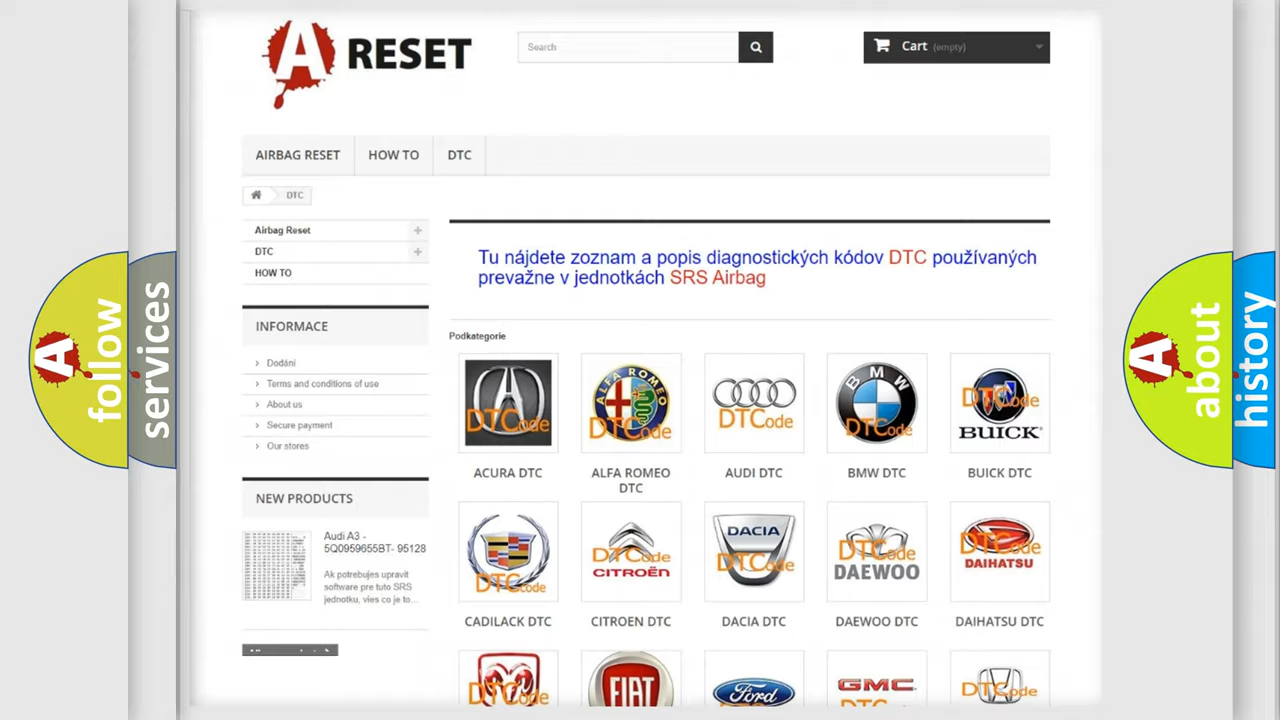 A RESET
Search
Cart (empty)
AIRBAG RESET
HOW TO
DTC
DTC
Airbag Reset
DTC
HOW TO
INFORMACE
Dodání
Terms and conditions of use
About us
Secure payment
Our stores
NEW PRODUCTS
Audi A3 -
5Q0959655BT- 95128
Ak potrebujes upravit
software pre tuto SRS
jednotku, vies co je to...
Tu nájdete zoznam a popis diagnostických kódov DTC používaných
prevažne v jednotkách SRS Airbag
Podkategorie
DTCode
ALFA ROMEO
DTCode
DTCode
BMW
DTCode
DTCode
BUICK
ACURA DTC
ALFA ROMEO
DTC
AUDI DTC
BMW DTC
BUICK DTC
DTCode
DTCode
CITROËN
DACIA
DTCode
DTCode
DAEWOO
DTCode
DAIHATSU
CADILACK DTC
CITROEN DTC
DACIA DTC
DAEWOO DTC
DAIHATSU DTC
DTCode
FIAT
Ford
GMC
DTCode
A follow
services
A about
history